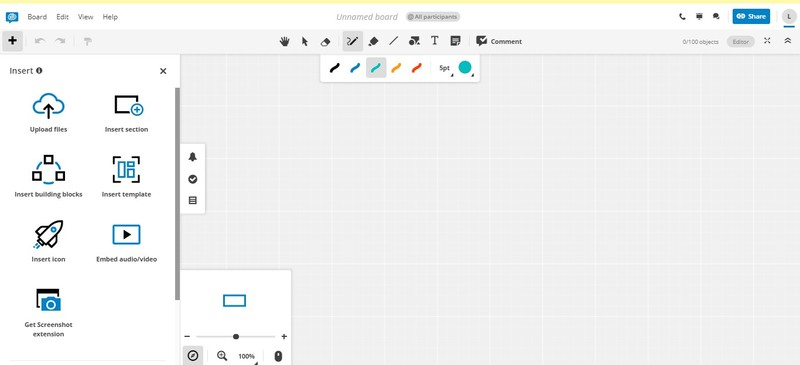 Board Edit View Help Unnamed board All participants Share L
Comment 0/100 objects Editor
Insert
5pt
Upload files Insert section
Insert building blocks Insert template
Insert icon Embed audio/video
Get Screenshot
extension
100%